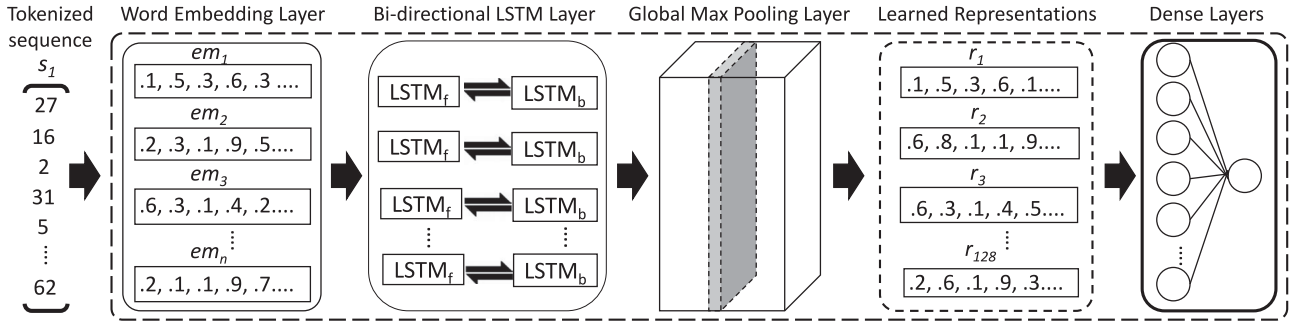 Tokenized
sequence
s1
27
16
2
31
5
62
Word Embedding Layer
em1
.1, .5, .3, .6, .3 ....
em2
.2, .3, .1, .9, .5....
em3
.6, .3, .1, .4, .2....
emn
.2, .1, .1, .9, .7....
Bi-directional LSTM Layer
LSTMf LSTMb
LSTMf LSTMb
LSTMf LSTMb
LSTMf LSTMb
Global Max Pooling Layer
Learned Representations
r1
.1, .5, .3, .6, .1....
r2
.6, .8, .1, .1, .9....
r3
.6, .3, .1, .4, .5....
r128
.2, .6, .1, .9, .3....
Dense Layers